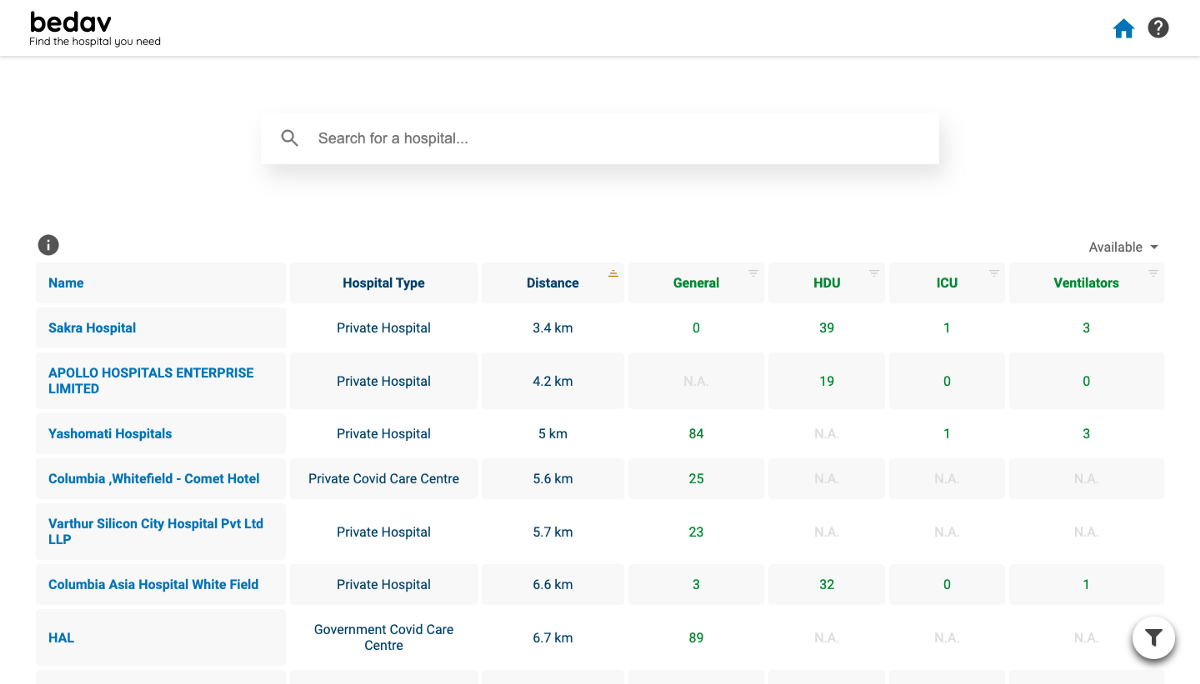 bedav
Find the hospital you need
Search for a hospital...
Available
Name Hospital Type Distance General HDU ICU Ventilators
Sakra Hospital Private Hospital 3.4 km 0 39 1 3
APOLLO HOSPITALS ENTERPRISE
LIMITED Private Hospital 4.2 km N.A. 19 0 0
Yashomati Hospitals Private Hospital 5 km 84 N.A. 1 3
Columbia ,Whitefield - Comet Hotel Private Covid Care Centre 5.6 km 25 N.A. N.A. N.A.
Varthur Silicon City Hospital Pvt Ltd
LLP Private Hospital 5.7 km 23 N.A. N.A. N.A.
Columbia Asia Hospital White Field Private Hospital 6.6 km 3 32 0 1
HAL Government Covid Care
Centre 6.7 km 89 N.A. N.A. N.A.